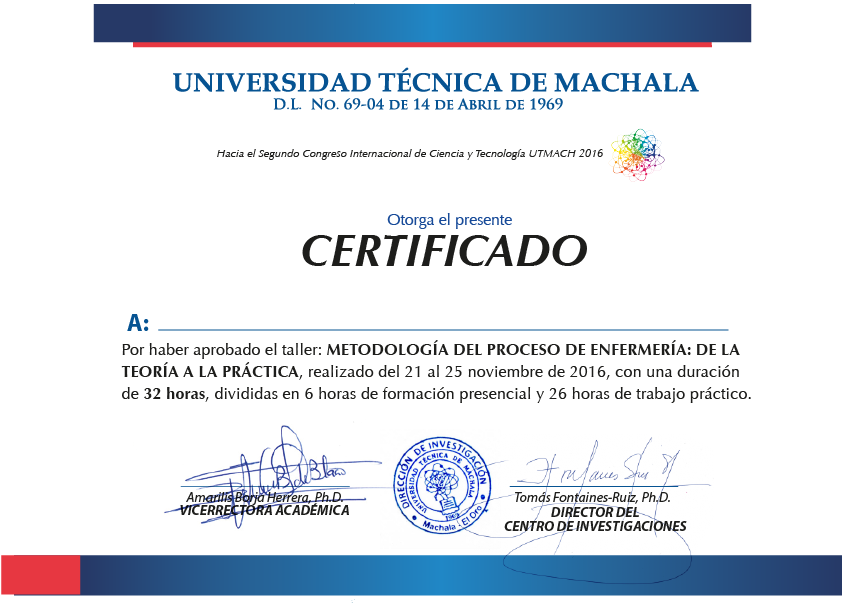 UNIVERSIDAD TÉCNICA DE MACHALA
D.L. No. 69-04 DE 14 DE ABRIL DE 1969
Hacia el Segundo Congreso Internacional de Ciencia y Tecnología UTMACH 2016
Otorga el presente
CERTIFICADO
A:
Por haber aprobado el taller: METODOLOGÍA DEL PROCESO DE ENFERMERÍA: DE LA
TEORÍA A LA PRÁCTICA, realizado del 21 al 25 noviembre de 2016, con una duración
de 32 horas, divididas en 6 horas de formación presencial y 26 horas de trabajo práctico.
Amarilis Borja Herrera, Ph.D.
VICERRECTORA ACADÉMICA
DIRECCIÓN DE INVESTIGACIÓN
UNIVERSIDAD TÉCNICA DE MACHALA
1969
Machala - El Oro
Tomás Fontaines-Ruiz, Ph.D.
DIRECTOR DEL
CENTRO DE INVESTIGACIONES